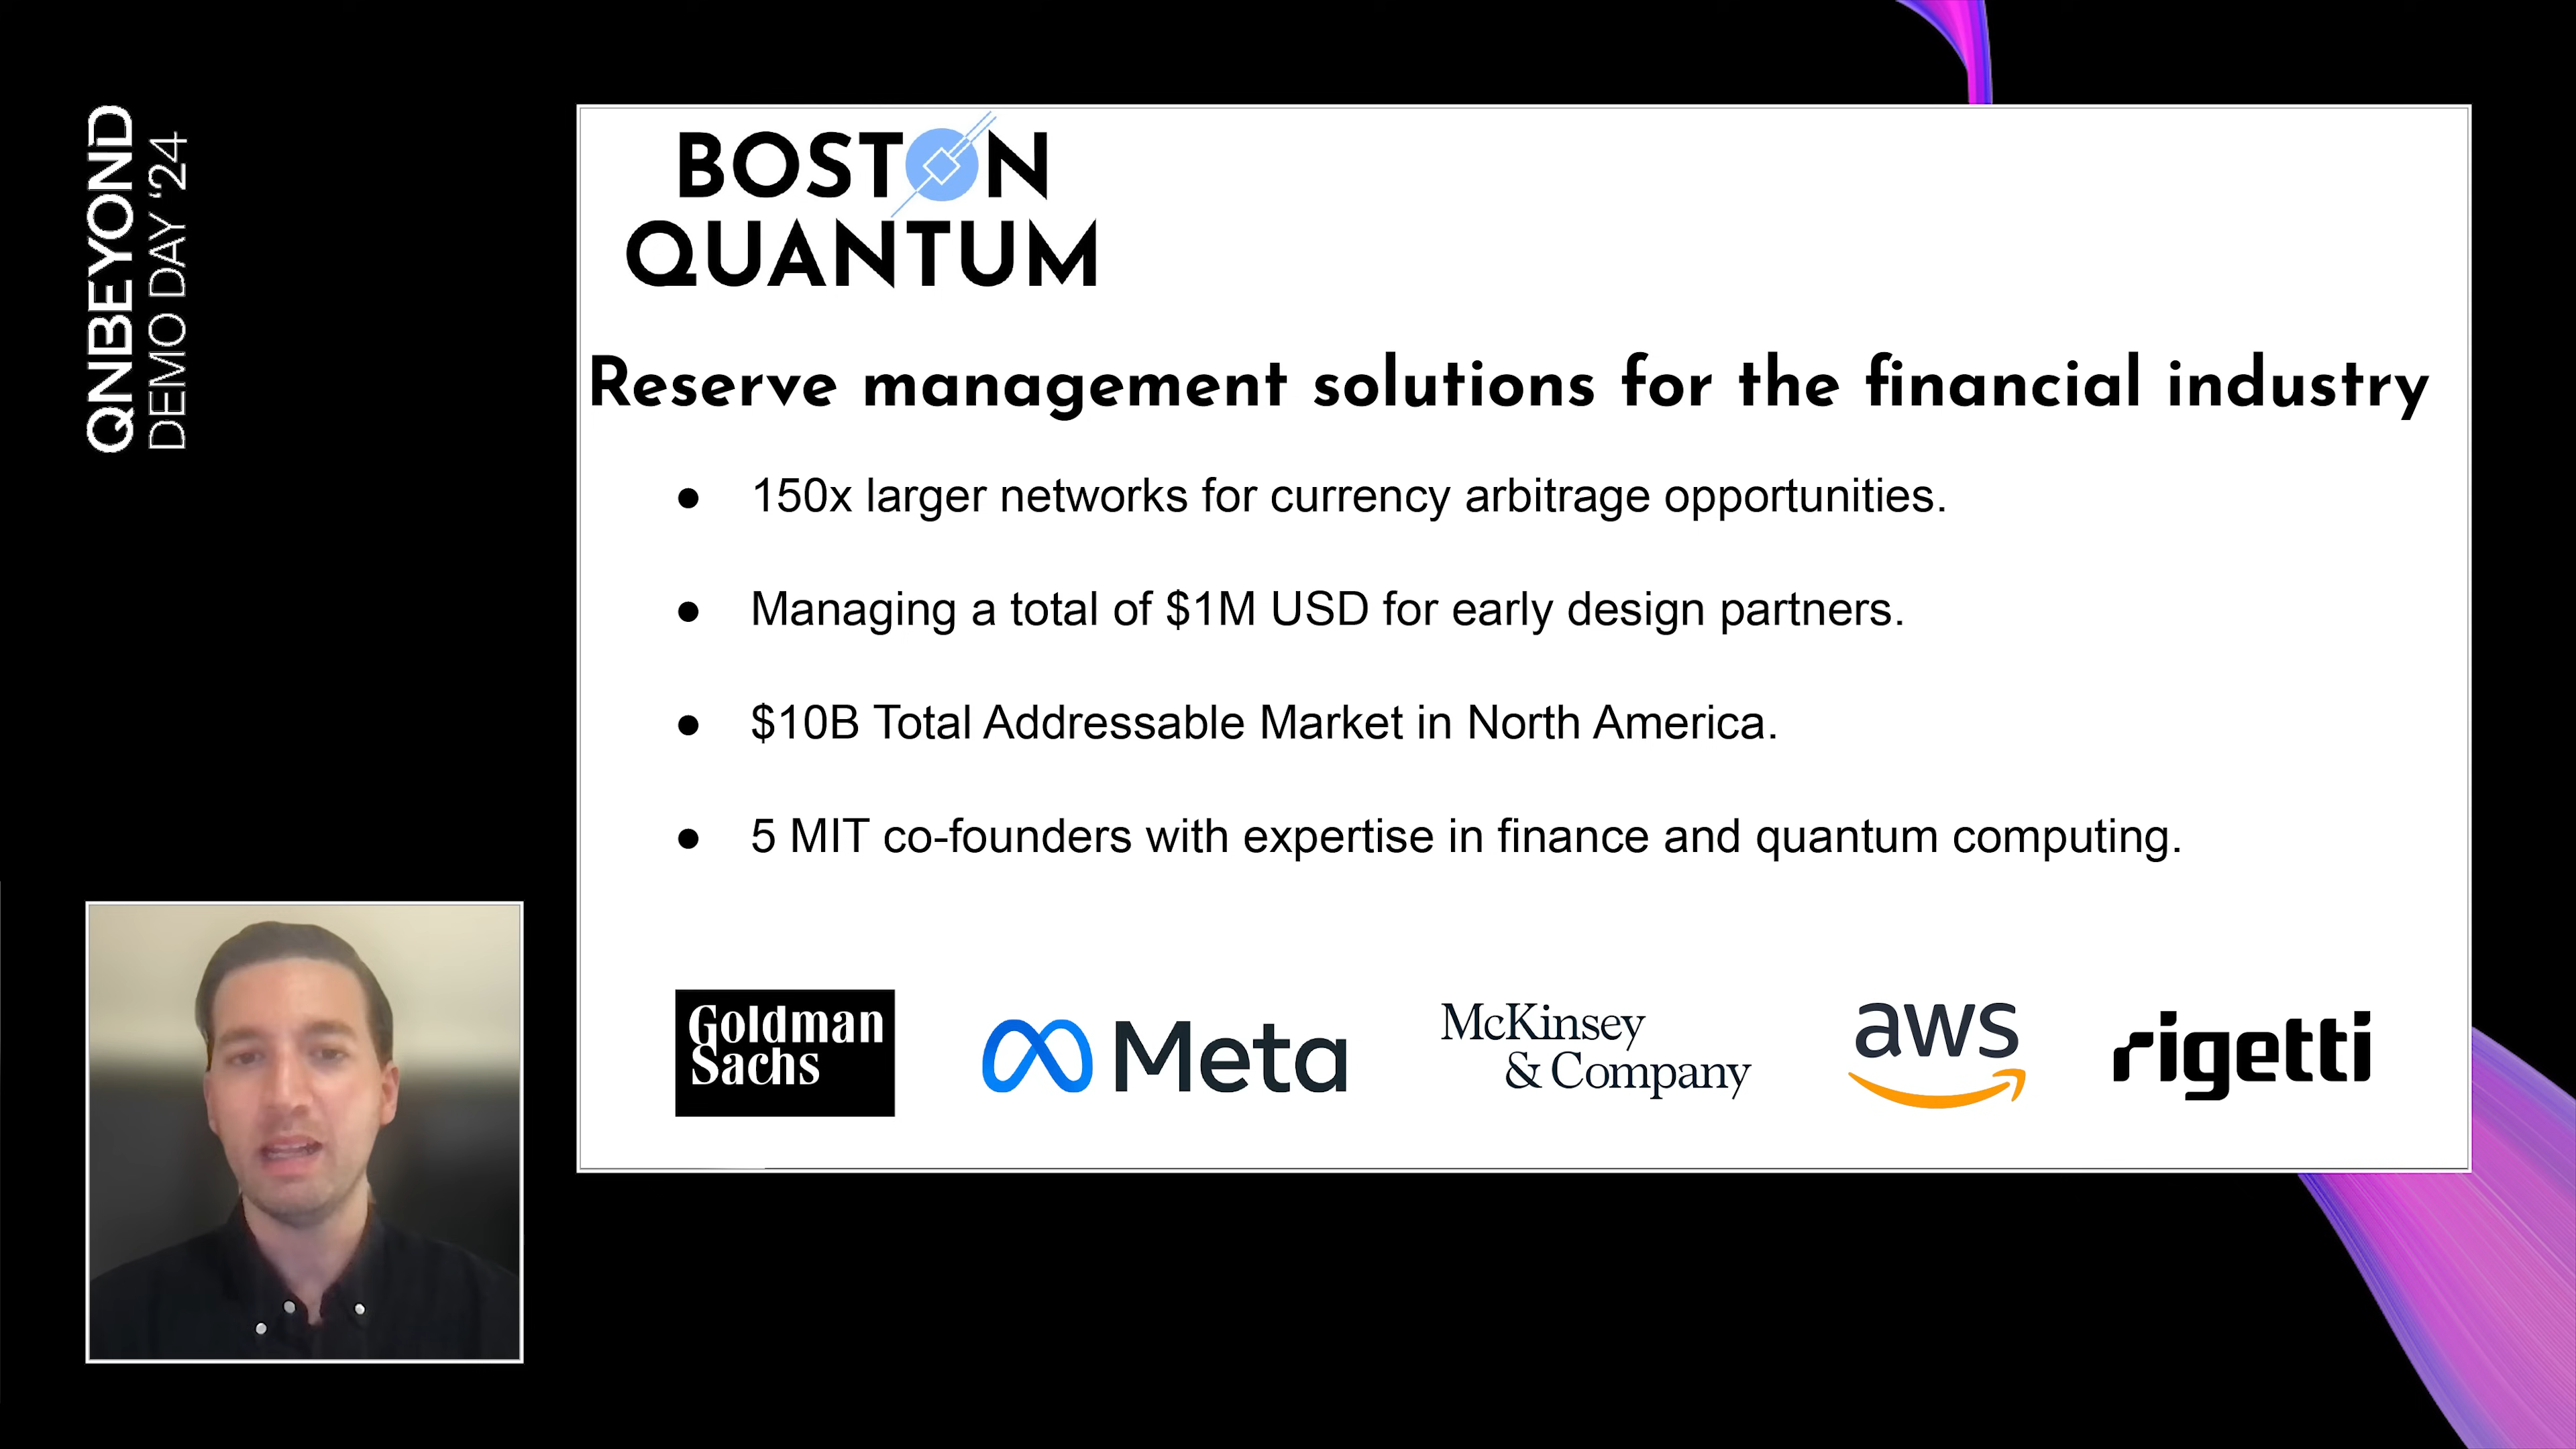 QNBEYOND
DEMO DAY ‘24
BOSTON
QUANTUM
Reserve management solutions for the financial industry
● 150x larger networks for currency arbitrage opportunities.
● Managing a total of $1M USD for early design partners.
● $10B Total Addressable Market in North America.
● 5 MIT co-founders with expertise in finance and quantum computing.
Goldman
Sachs
Meta
McKinsey
& Company
aws
rigetti